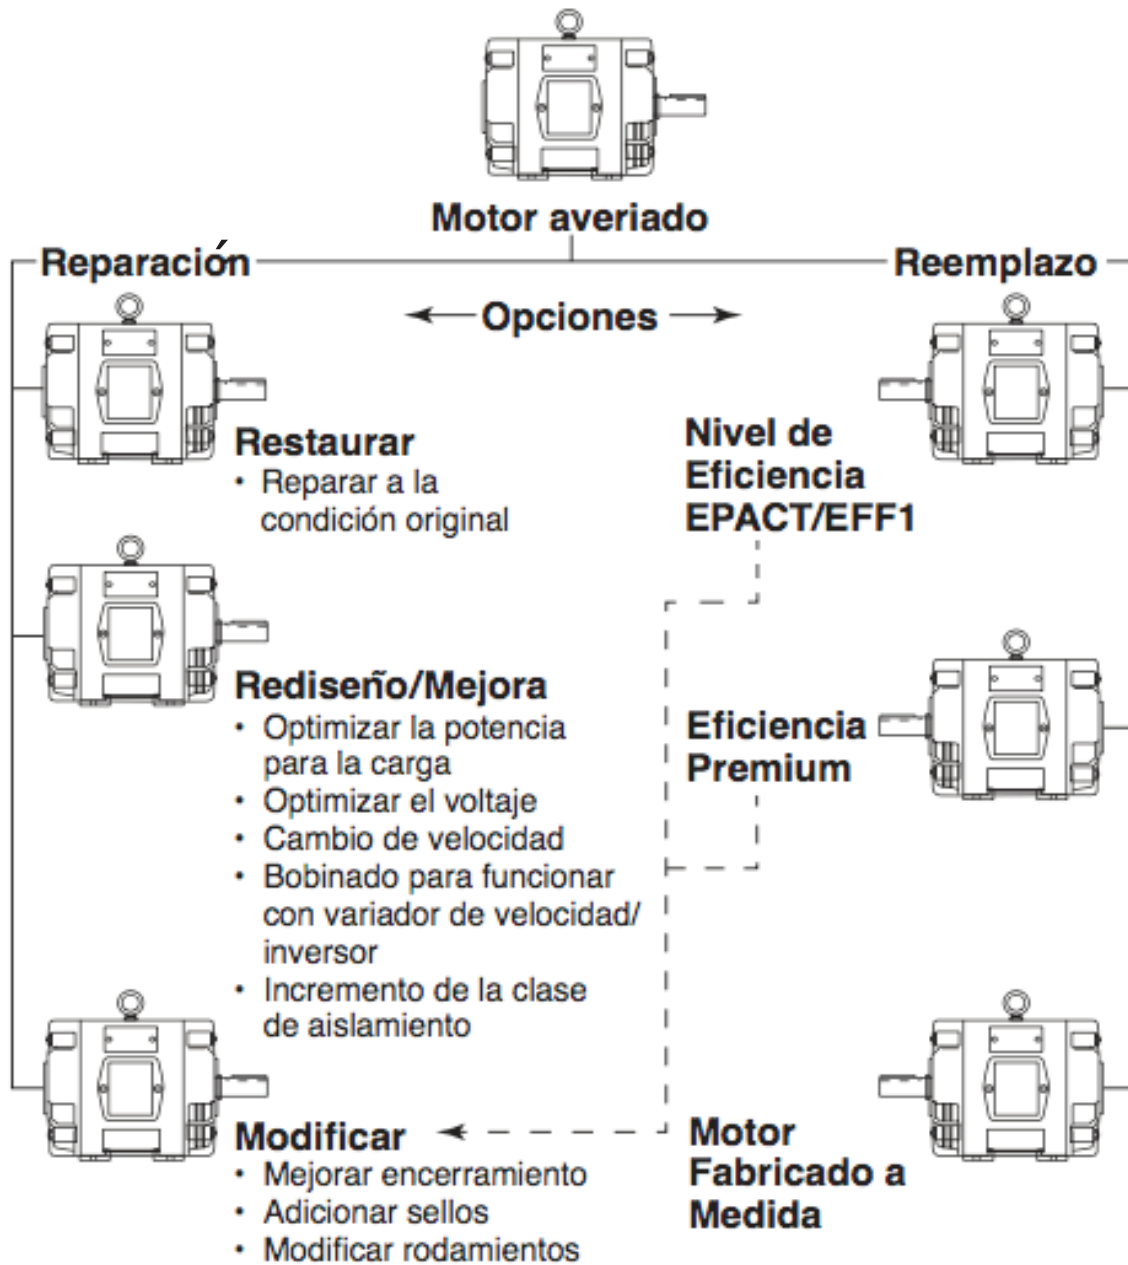 Motor averiado
Reparación
Reemplazo
Opciones
Restaurar
• Reparar a la
condición original
Rediseño/Mejora
• Optimizar la potencia
para la carga
• Optimizar el voltaje
• Cambio de velocidad
• Bobinado para funcionar
con variador de velocidad/
inversor
• Incremento de la clase
de aislamiento
Modificar
• Mejorar encerramiento
• Adicionar sellos
• Modificar rodamientos
Nivel de
Eficiencia
EPACT/EFF1
Eficiencia
Premium
Motor
Fabricado a
Medida